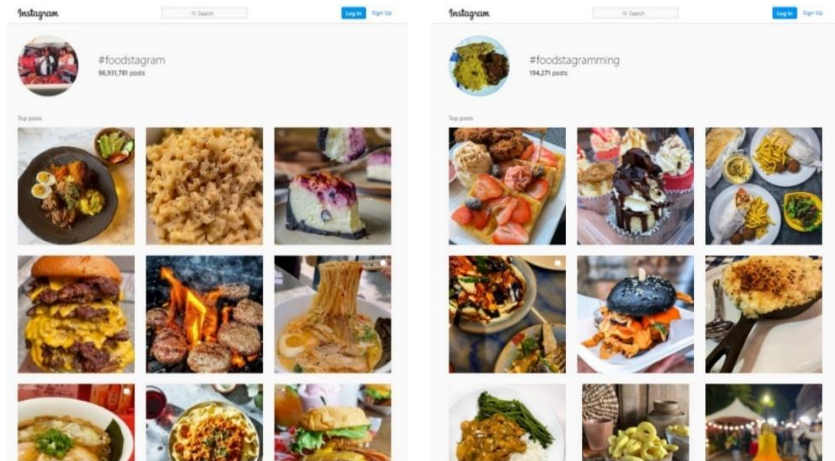 Instagram
Search
Log In
Sign Up
#foodstagram
96,931,781 posts
Top posts
Instagram
Search
Log In
Sign Up
#foodstagramming
194,271 posts
Top posts